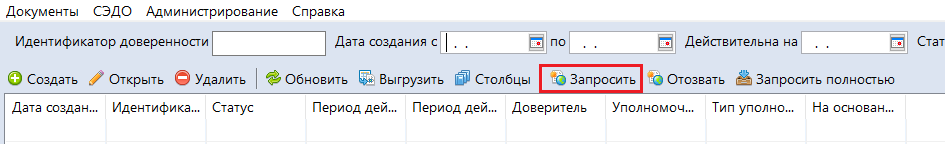 Документы СЭДО Администрирование Справка
Идентификатор доверенности Дата создания с . . по . . Действительна на . . Стат
Создать Открыть Удалить Обновить Выгрузить Столбцы Запросить Отозвать Запросить полностью
Дата создан... Идентифика... Статус Период дей... Период дей... Доверитель Уполномоч... Тип уполно... На основан...